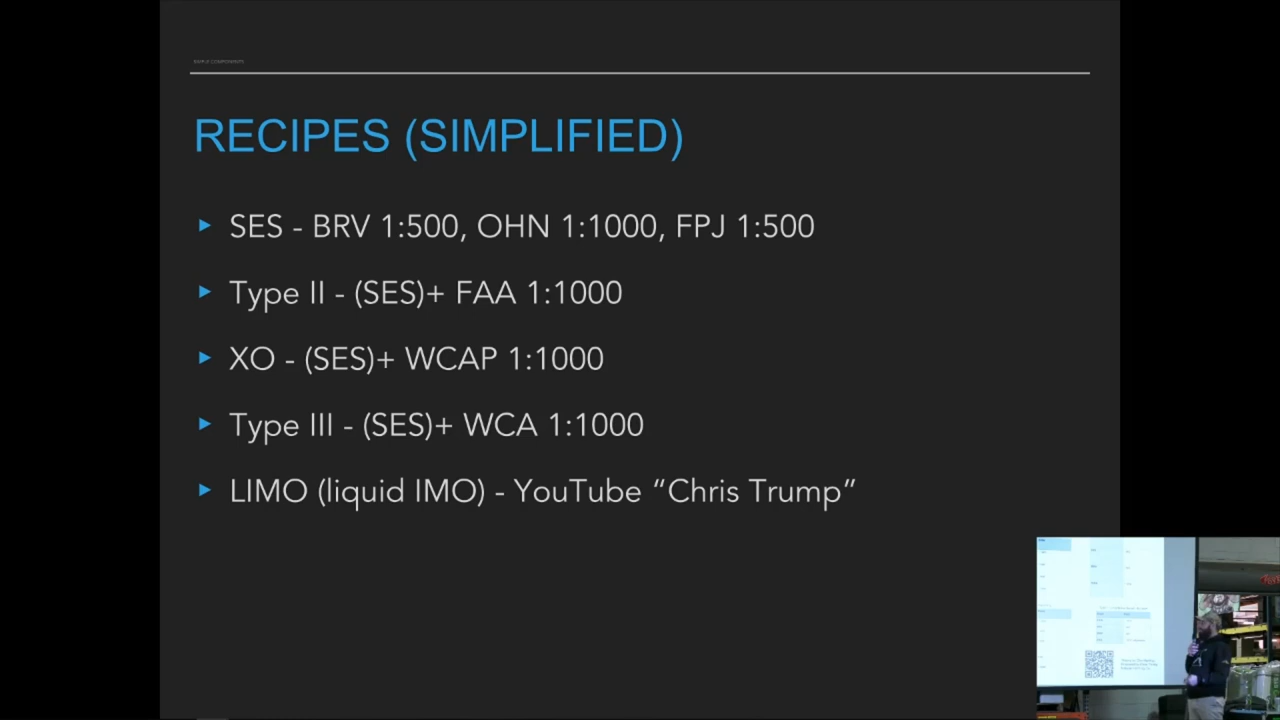 RECIPES (SIMPLIFIED)
SES - BRV 1:500, OHN 1:1000, FPJ 1:500
Type II - (SES)+ FAA 1:1000
XO - (SES)+ WCAP 1:1000
Type III - (SES)+ WCA 1:1000
LIMO (liquid IMO) - YouTube “Chris Trump”